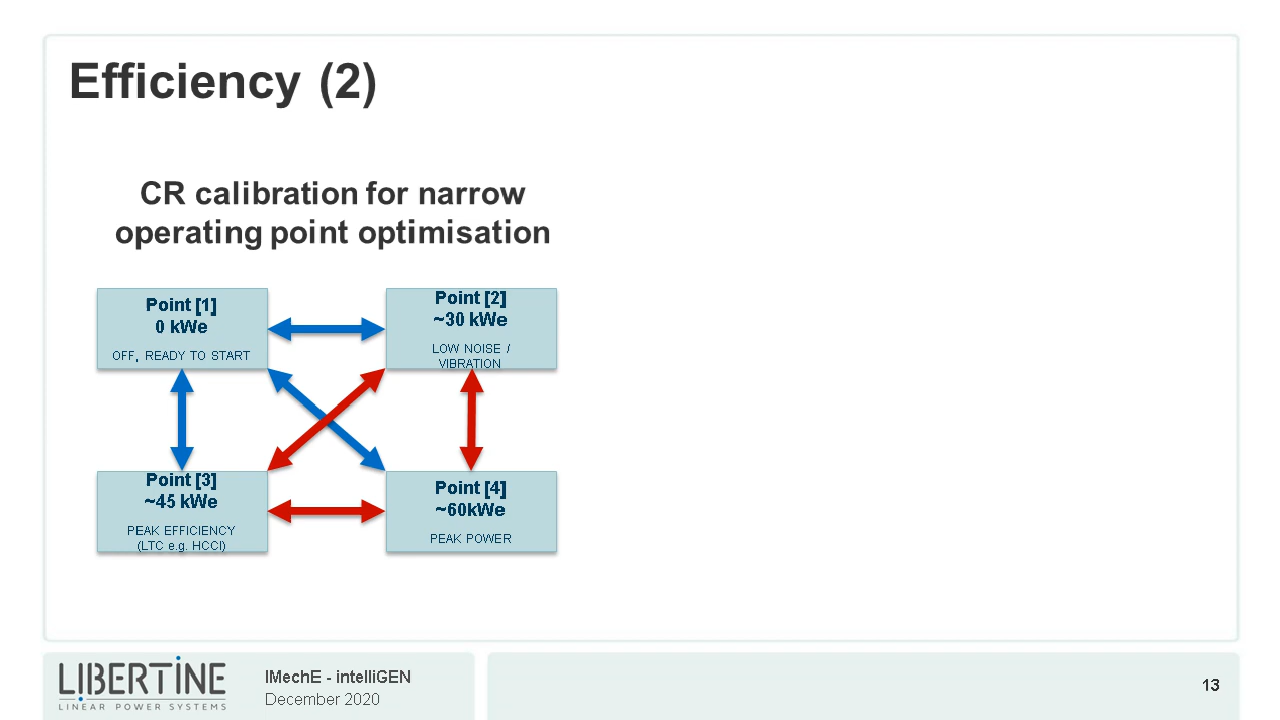 Efficiency (2)
CR calibration for narrow
operating point optimisation
Point [1]
0 kWe
OFF, READY TO START
Point [2]
~30 kWe
LOW NOISE /
VIBRATION
Point [3]
~45 kWe
PEAK EFFICIENCY
(LTC e.g. HCCI)
Point [4]
~60kWe
PEAK POWER
LIBERTINE
LINEAR POWER SYSTEMS
IMechE - intelliGEN
December 2020
13